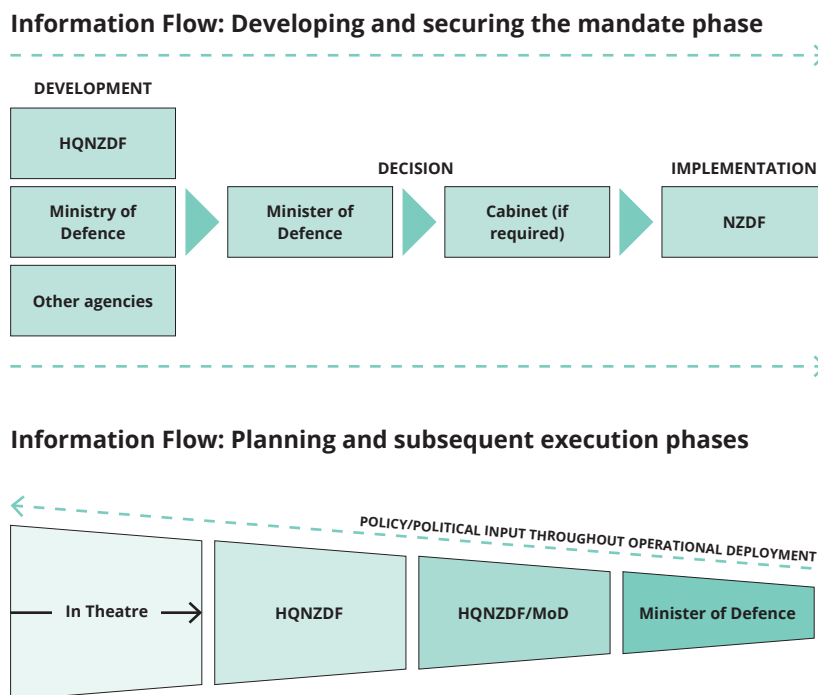 Information Flow: Developing and securing the mandate phase
DEVELOPMENT
HQNZDF
DECISION
IMPLEMENTATION
Ministry of
Defence
Minister of
Defence
Cabinet (if
required)
NZDF
Other agencies
Information Flow: Planning and subsequent execution phases
POLICY/POLITICAL INPUT THROUGHOUT OPERATIONAL DEPLOYMENT
In Theatre
HQNZDF
HQNZDF/MoD
Minister of Defence